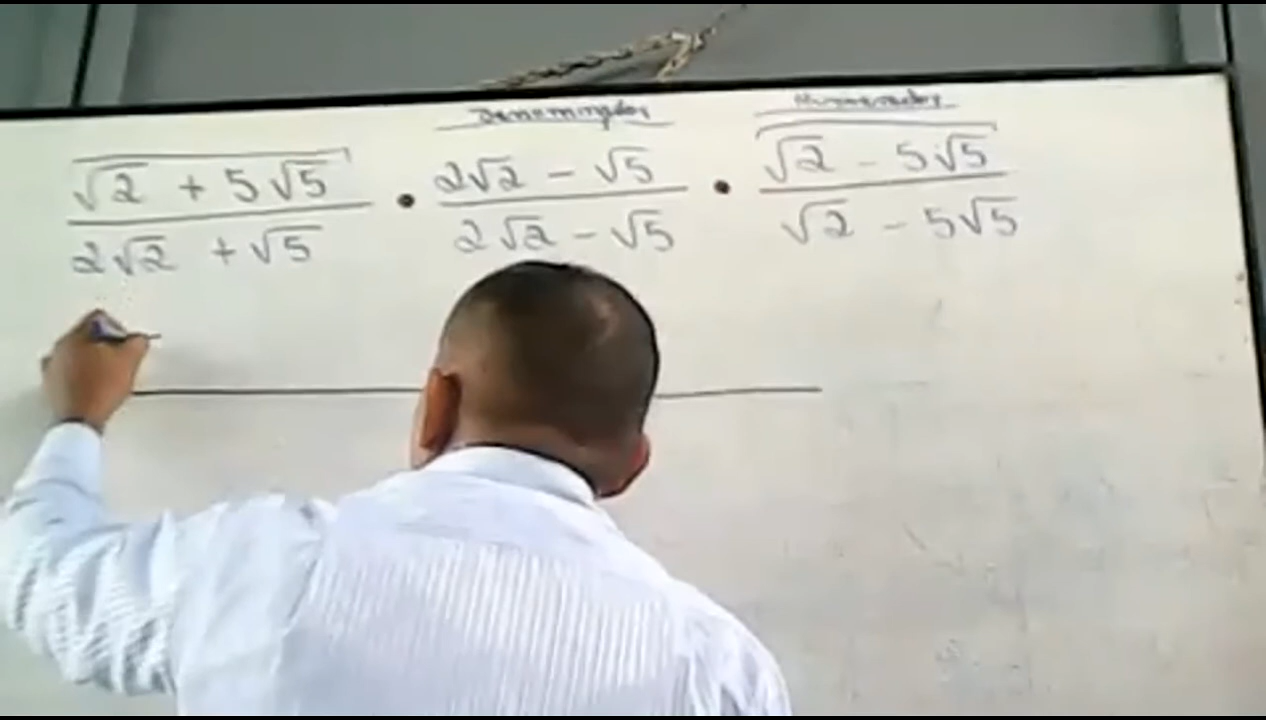 Denominador Numerador
√2 + 5√5 • 2√2 - √5 • √2 - 5√5
2√2 + √5 2√2 - √5 √2 - 5√5